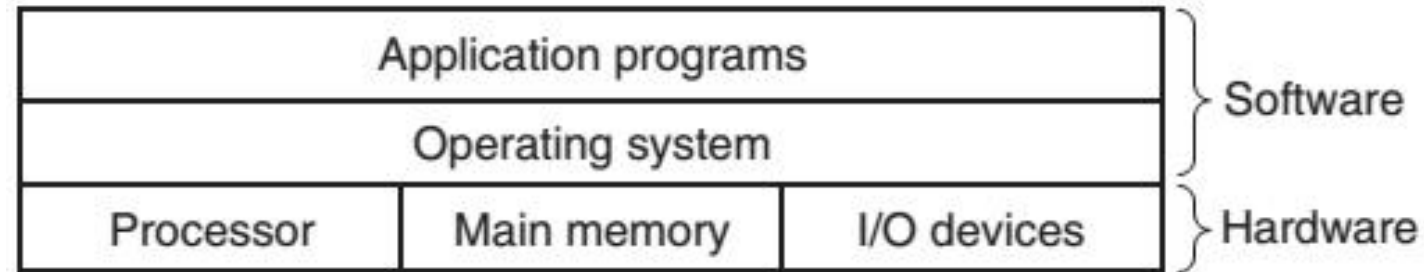 Application programs
Software
Operating system
Processor Main memory I/O devices Hardware